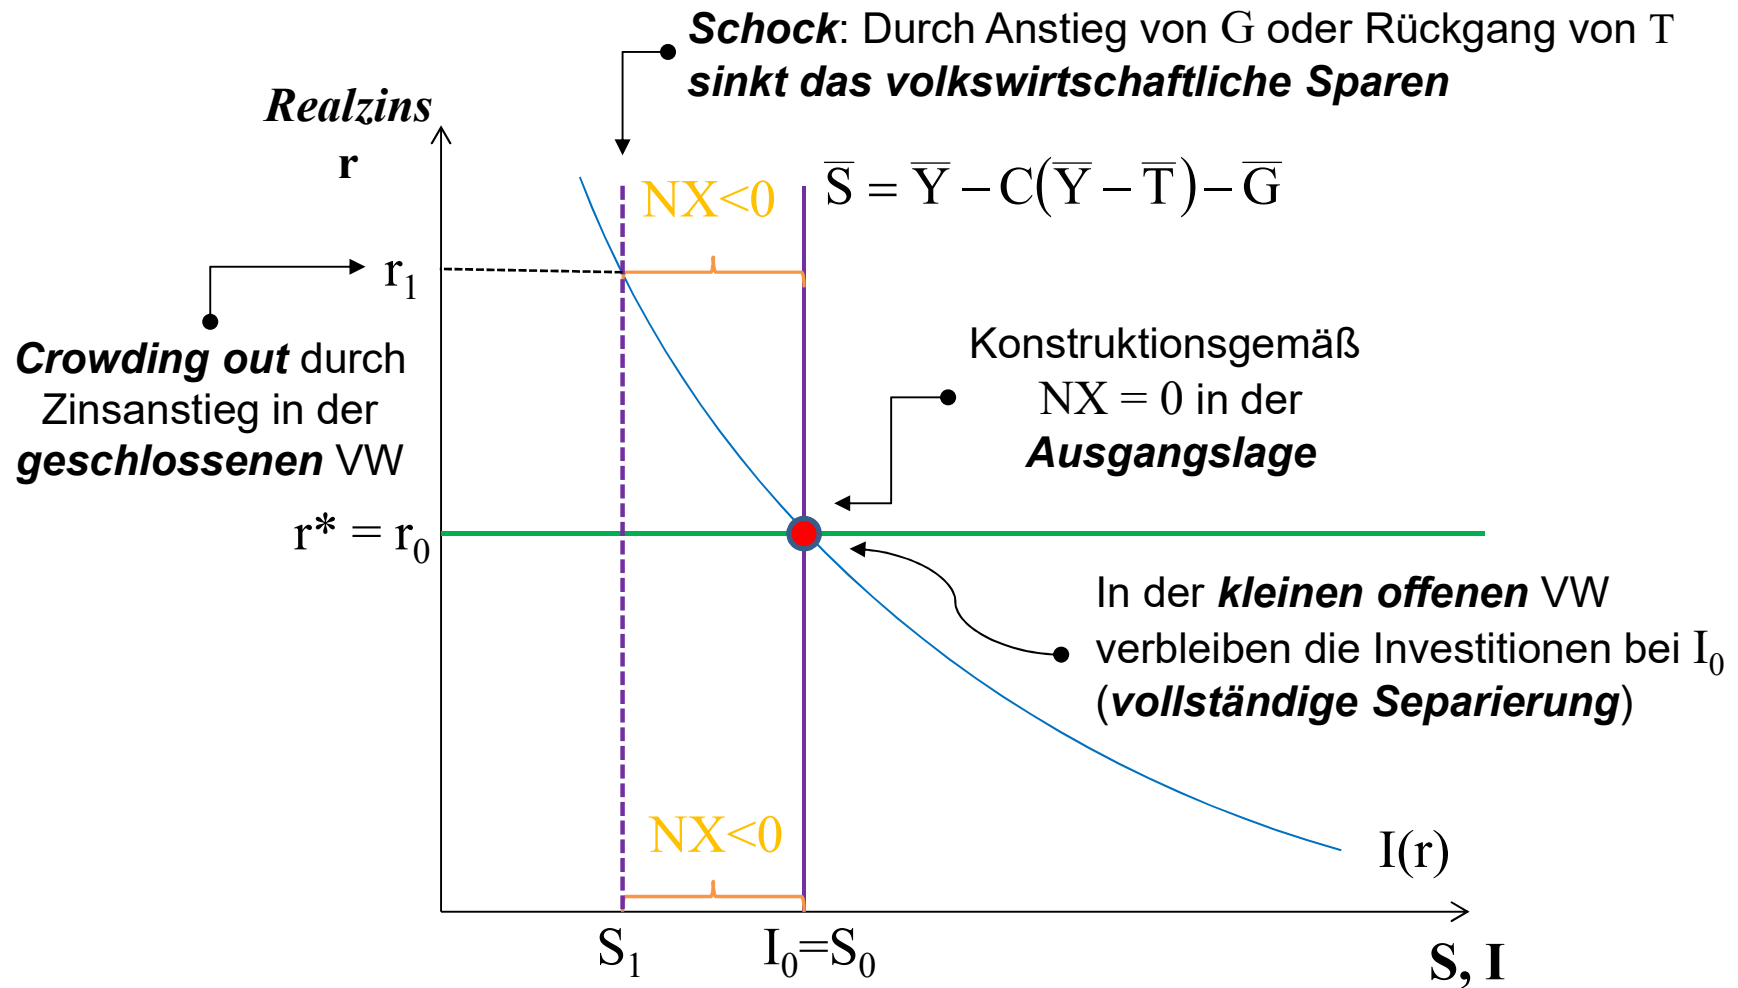 Schock: Durch Anstieg von G oder Rückgang von T
sinkt das volkswirtschaftliche Sparen
Realzins
r
NX<0
S̅ = Y̅ – C(Y̅ – T̅) – G̅
r₁
Crowding out durch
Zinsanstieg in der
geschlossenen VW
Konstruktionsgemäß
NX = 0 in der
Ausgangslage
r* = r₀
In der kleinen offenen VW
verbleiben die Investitionen bei I₀
(vollständige Separierung)
NX<0
I(r)
S₁
I₀=S₀
S, I